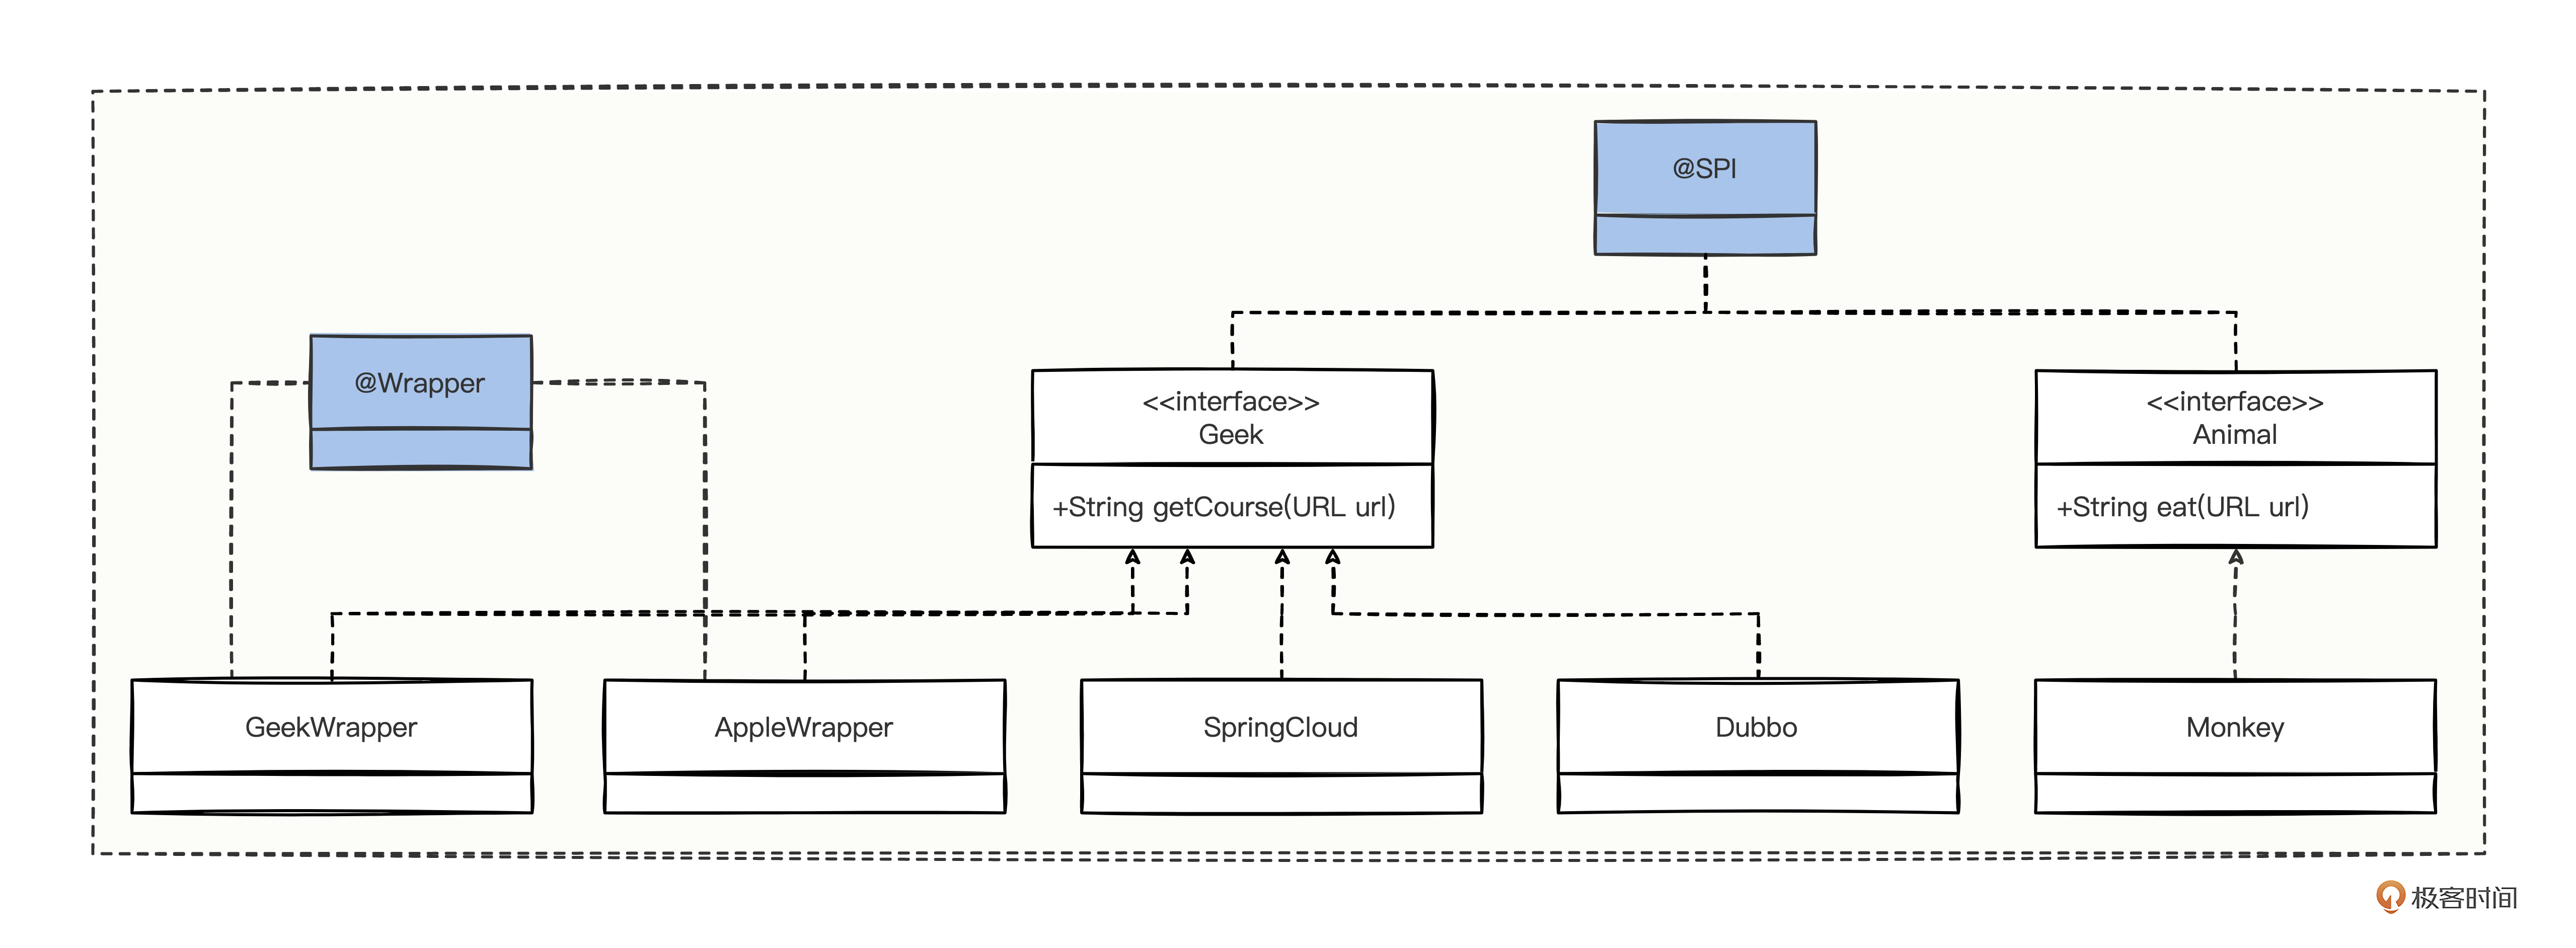 @SPI
@Wrapper
<<interface>>
Geek
+String getCourse(URL url)
<<interface>>
Animal
+String eat(URL url)
GeekWrapper
AppleWrapper
SpringCloud
Dubbo
Monkey
极客时间